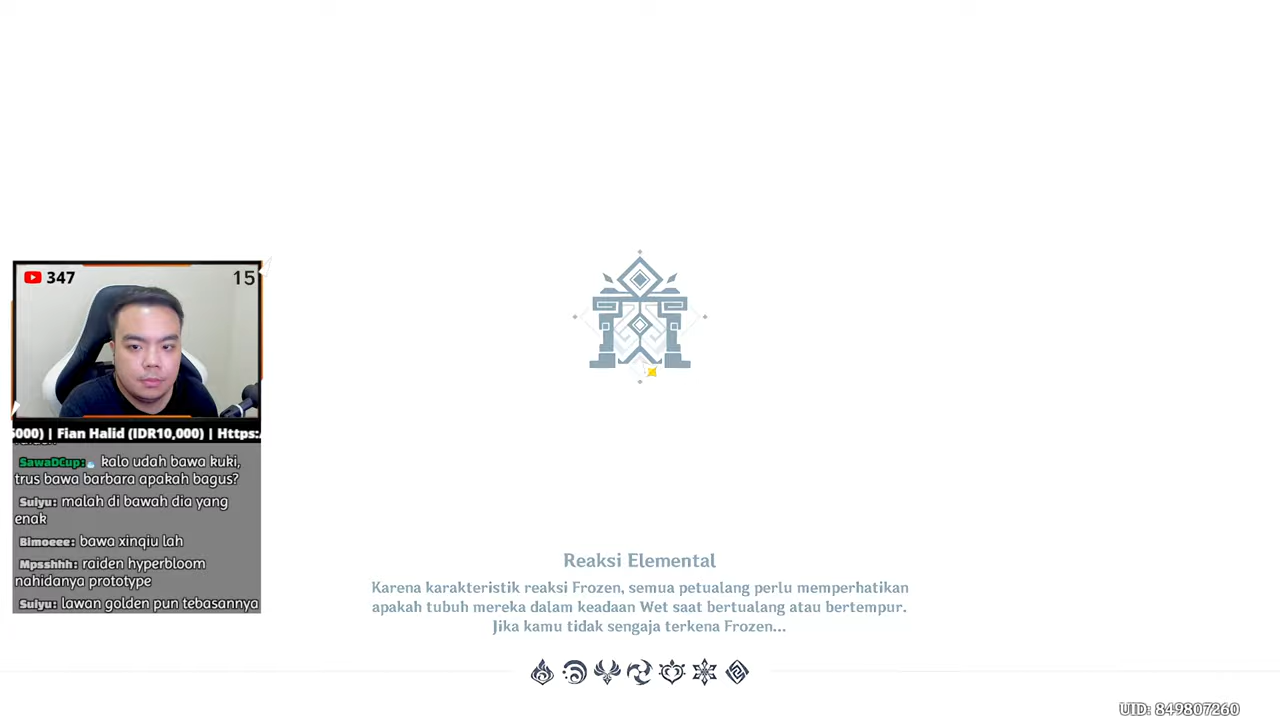 347
15
5000) | Fian Halid (IDR10,000) | Https:
SawaDCup: kalo udah bawa kuki,
trus bawa barbara apakah bagus?
Suiyu: malah di bawah dia yang
enak
Bimoeee: bawa xinqiu lah
Mpsshhh: raiden hyperbloom
nahidanya prototype
Suiyu: lawan golden pun tebasannya
Reaksi Elemental
Karena karakteristik reaksi Frozen, semua petualang perlu memperhatikan
apakah tubuh mereka dalam keadaan Wet saat bertualang atau bertempur.
Jika kamu tidak sengaja terkena Frozen...
UID: 849807260